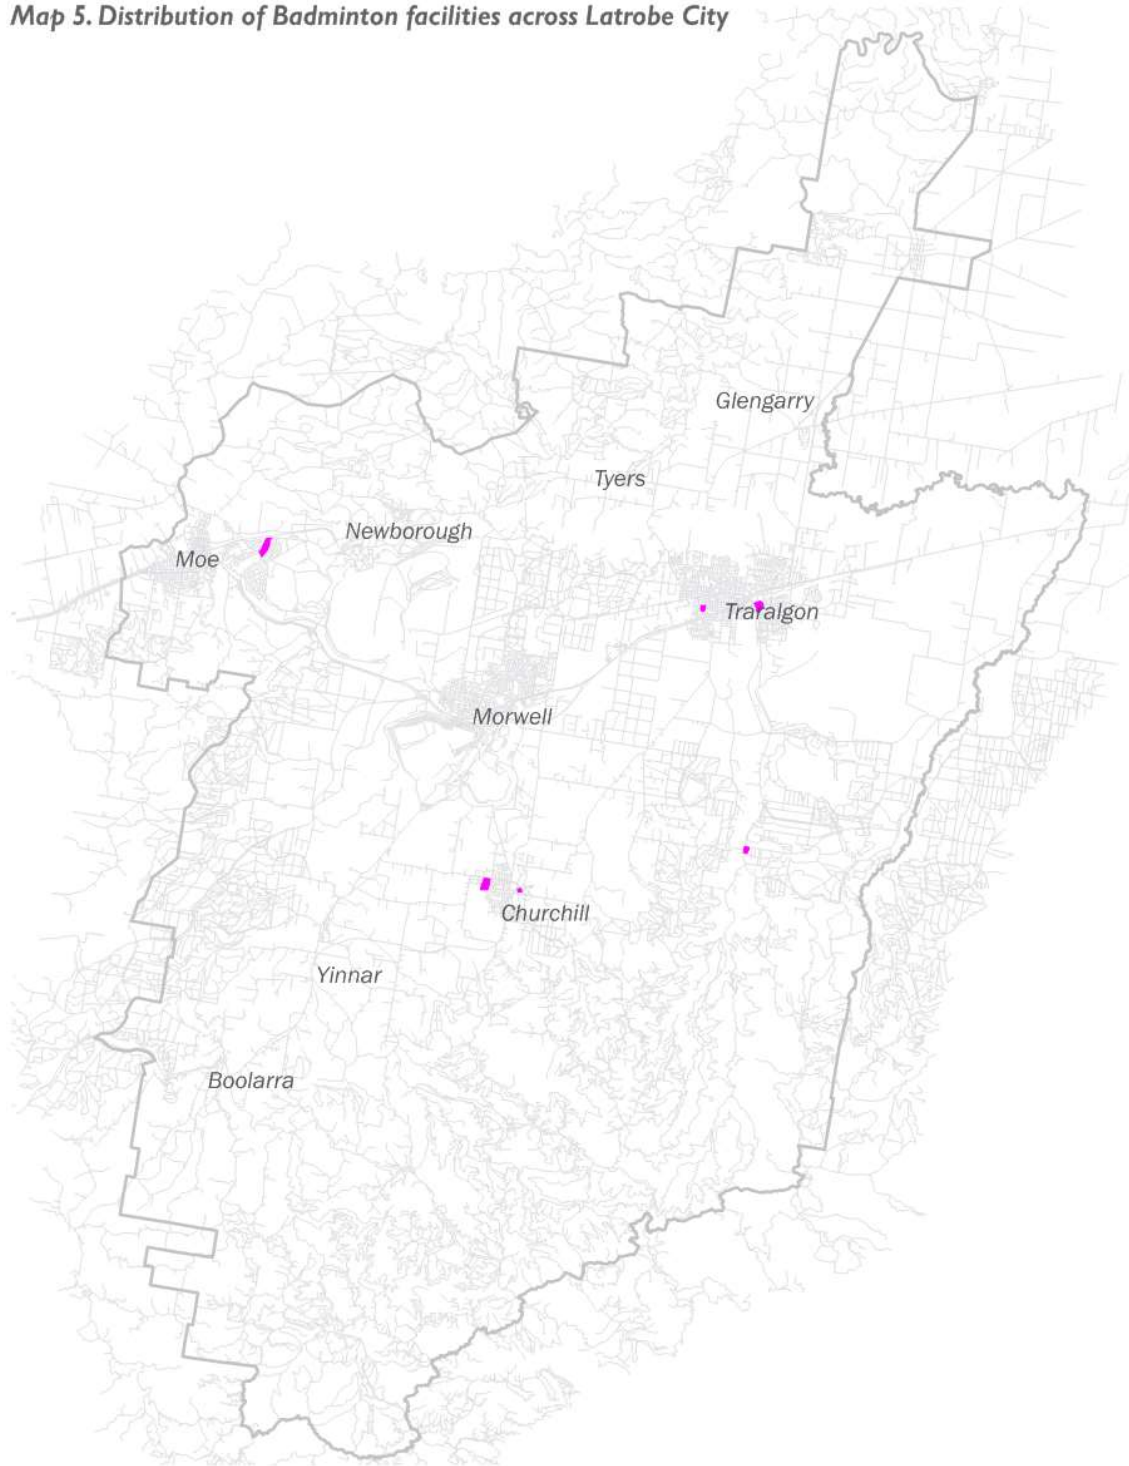 Map 5. Distribution of Badminton facilities across Latrobe City
Glengarry
Tyers
Newborough
Moe
Traralgon
Morwell
Churchill
Yinnar
Boolarra